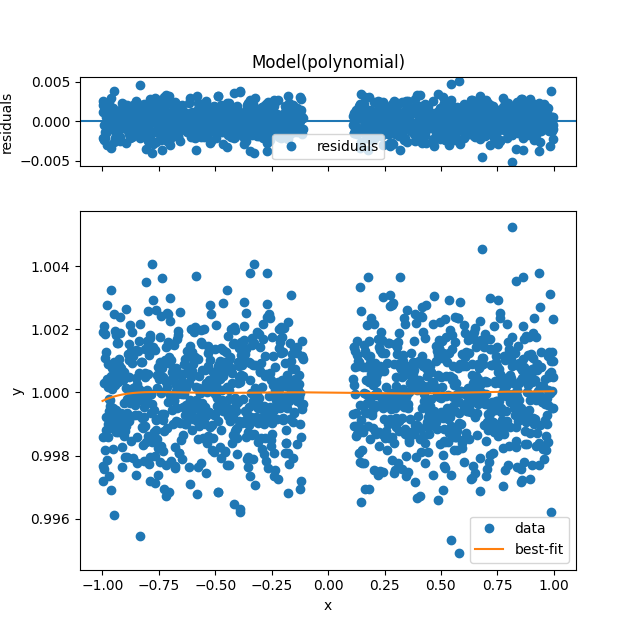 Model(polynomial)
residuals
0.005
0.000
−0.005
residuals
y
1.004
1.002
1.000
0.998
0.996
data
best-fit
−1.00 −0.75 −0.50 −0.25 0.00 0.25 0.50 0.75 1.00
x